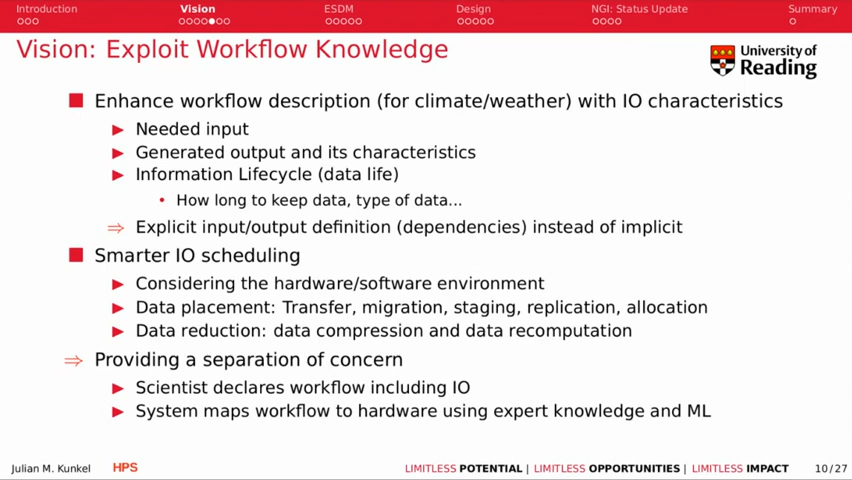 Introduction Vision ESDM Design NGI: Status Update Summary
Vision: Exploit Workflow Knowledge
University of
Reading
Enhance workflow description (for climate/weather) with IO characteristics
Needed input
Generated output and its characteristics
Information Lifecycle (data life)
How long to keep data, type of data...
⇒ Explicit input/output definition (dependencies) instead of implicit
Smarter IO scheduling
Considering the hardware/software environment
Data placement: Transfer, migration, staging, replication, allocation
Data reduction: data compression and data recomputation
⇒ Providing a separation of concern
Scientist declares workflow including IO
System maps workflow to hardware using expert knowledge and ML
Julian M. Kunkel HPS LIMITLESS POTENTIAL | LIMITLESS OPPORTUNITIES | LIMITLESS IMPACT 10/27